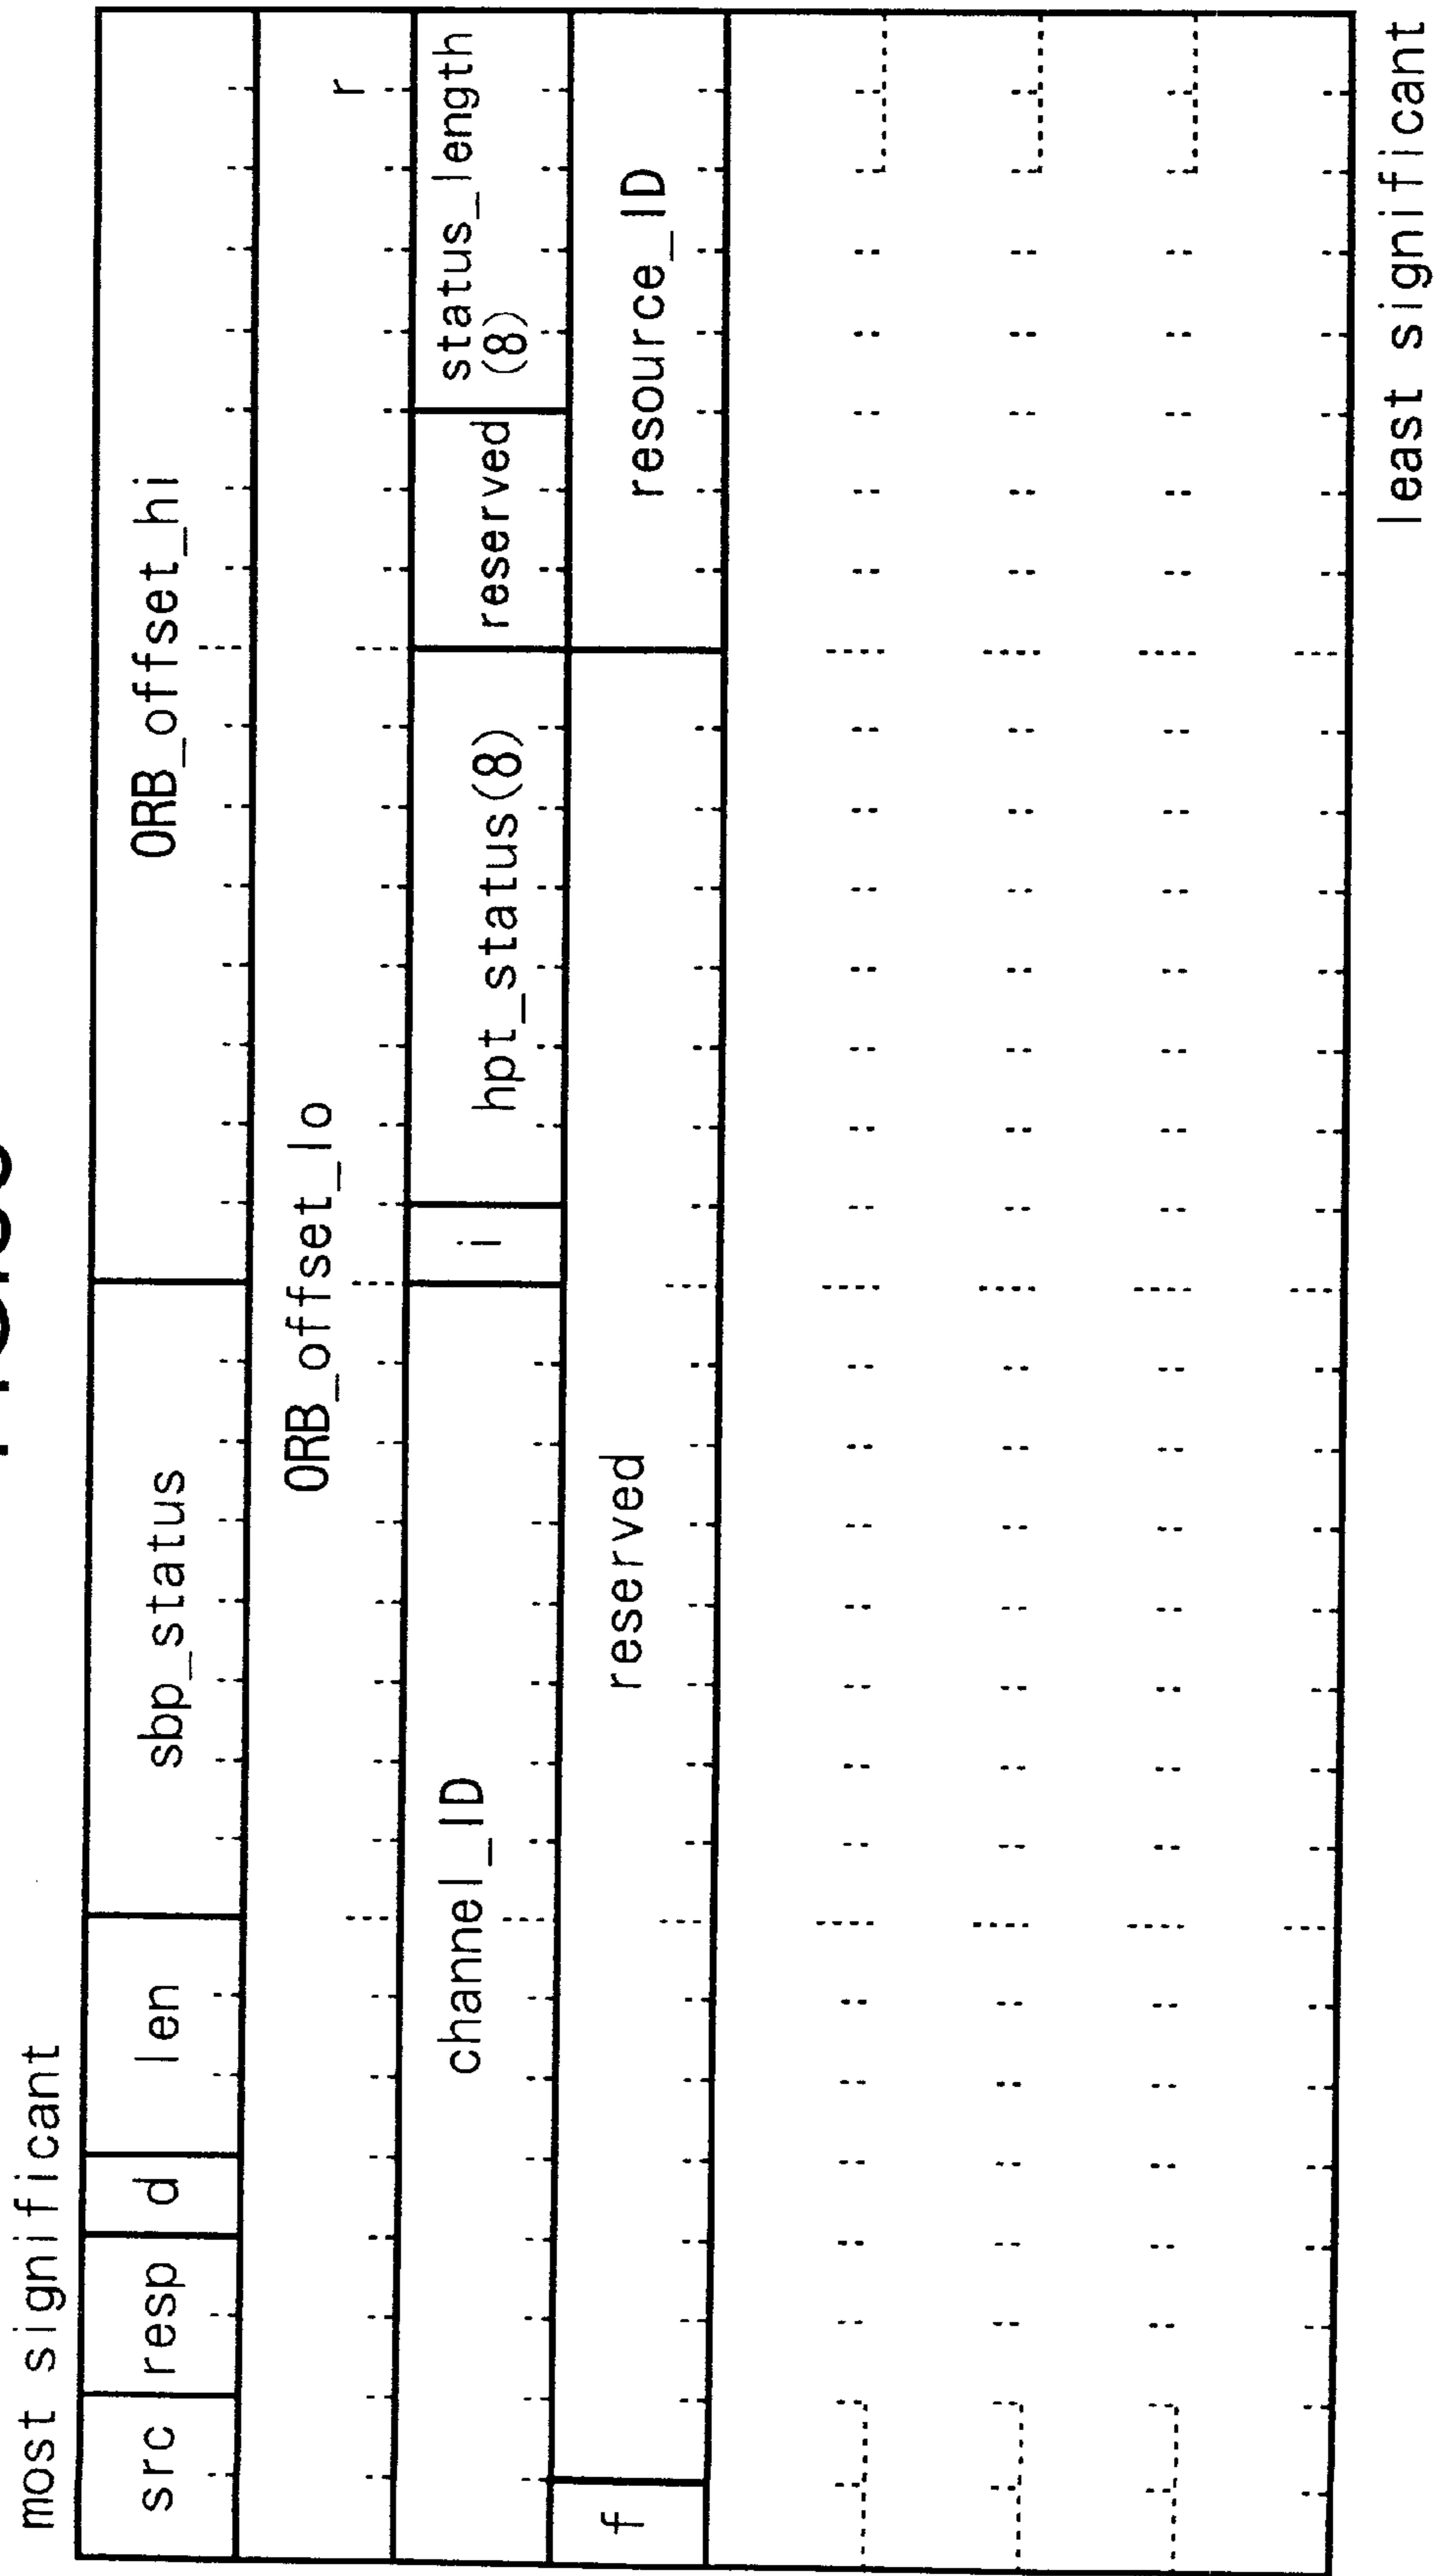 most significant
src resp d len sbp_status ORB_offset_hi
ORB_offset_lo r
channel_ID i hpt_status(8) reserved status_length
(8)
f reserved resource_ID
least significant